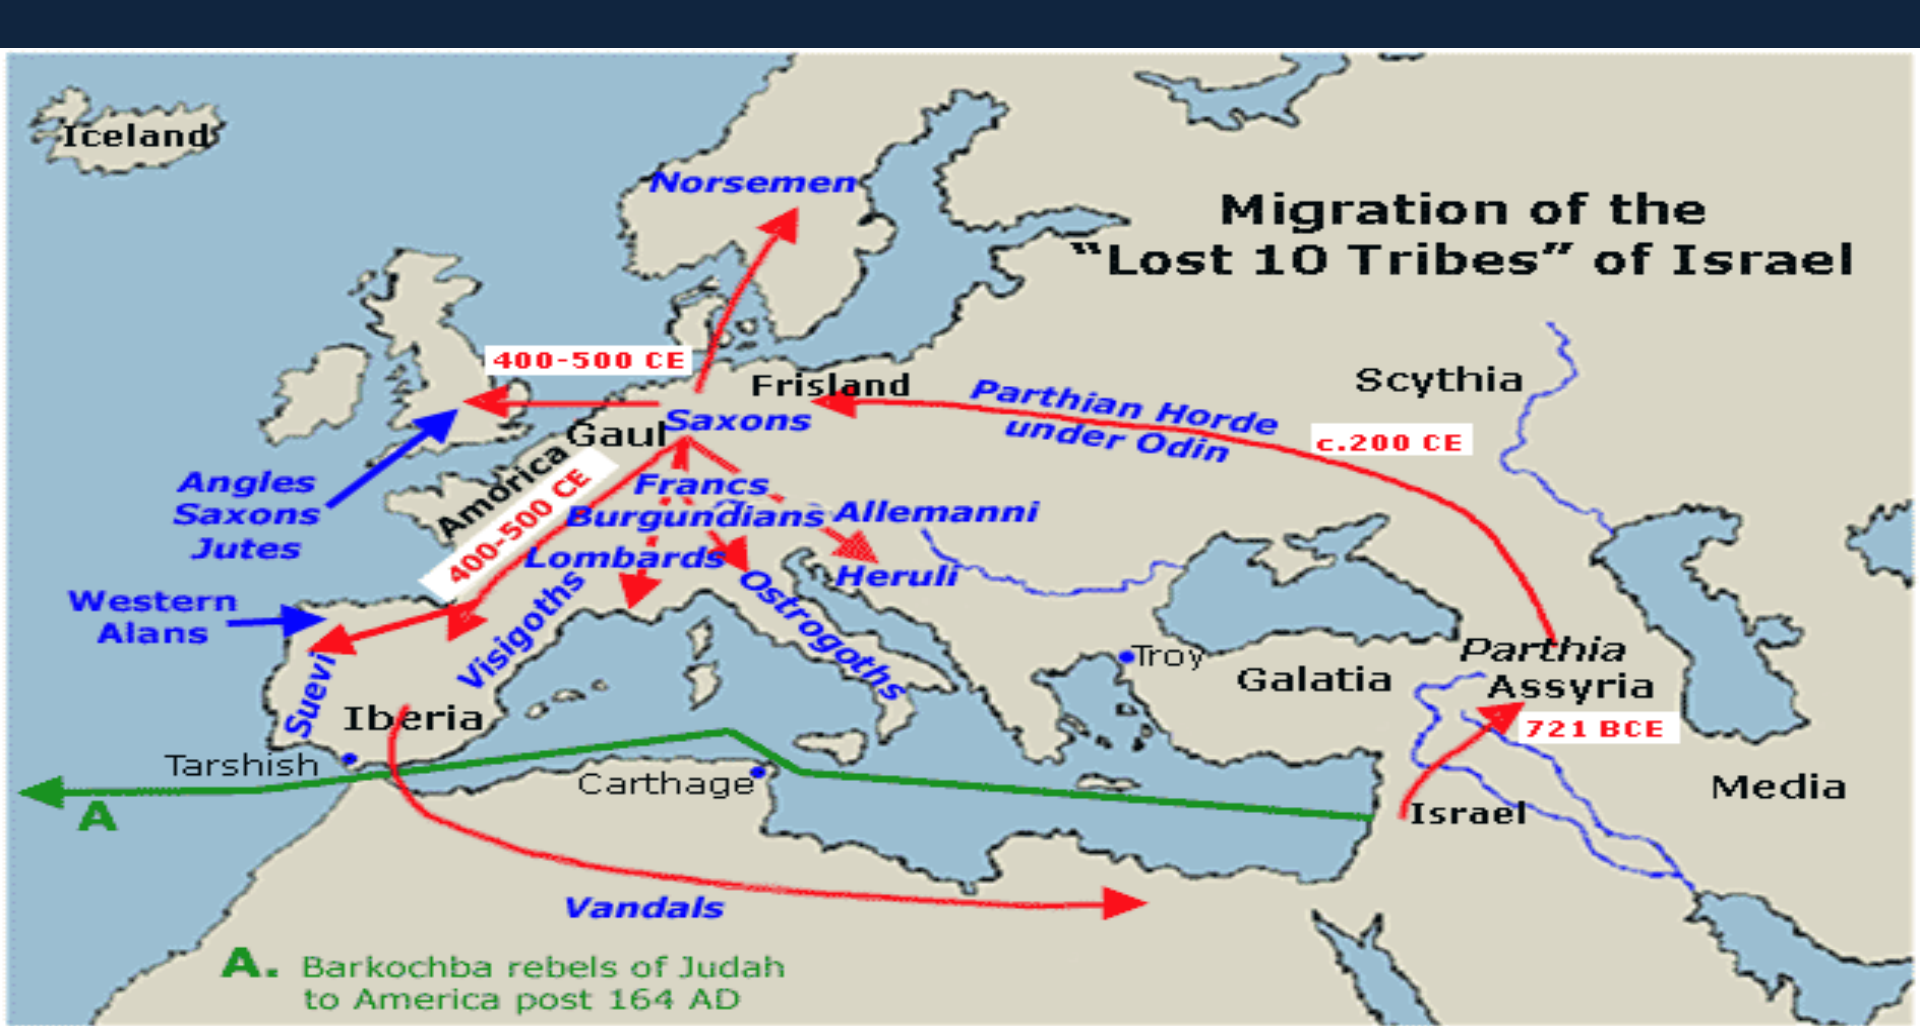 Iceland
Norsemen
Migration of the
“Lost 10 Tribes” of Israel
400-500 CE
Frisland
Scythia
Parthian Horde
under Odin
c.200 CE
Saxons
Gaul
Amorica
400-500 CE
Angles
Saxons
Jutes
Francs
Burgundians
Allemanni
Lombards
Heruli
Western
Alans
Visigoths
Ostrogoths
Suevi
Troy
Galatia
Parthia
Assyria
721 BCE
Iberia
Tarshish
Carthage
Media
Israel
A
Vandals
A. Barkochba rebels of Judah
to America post 164 AD